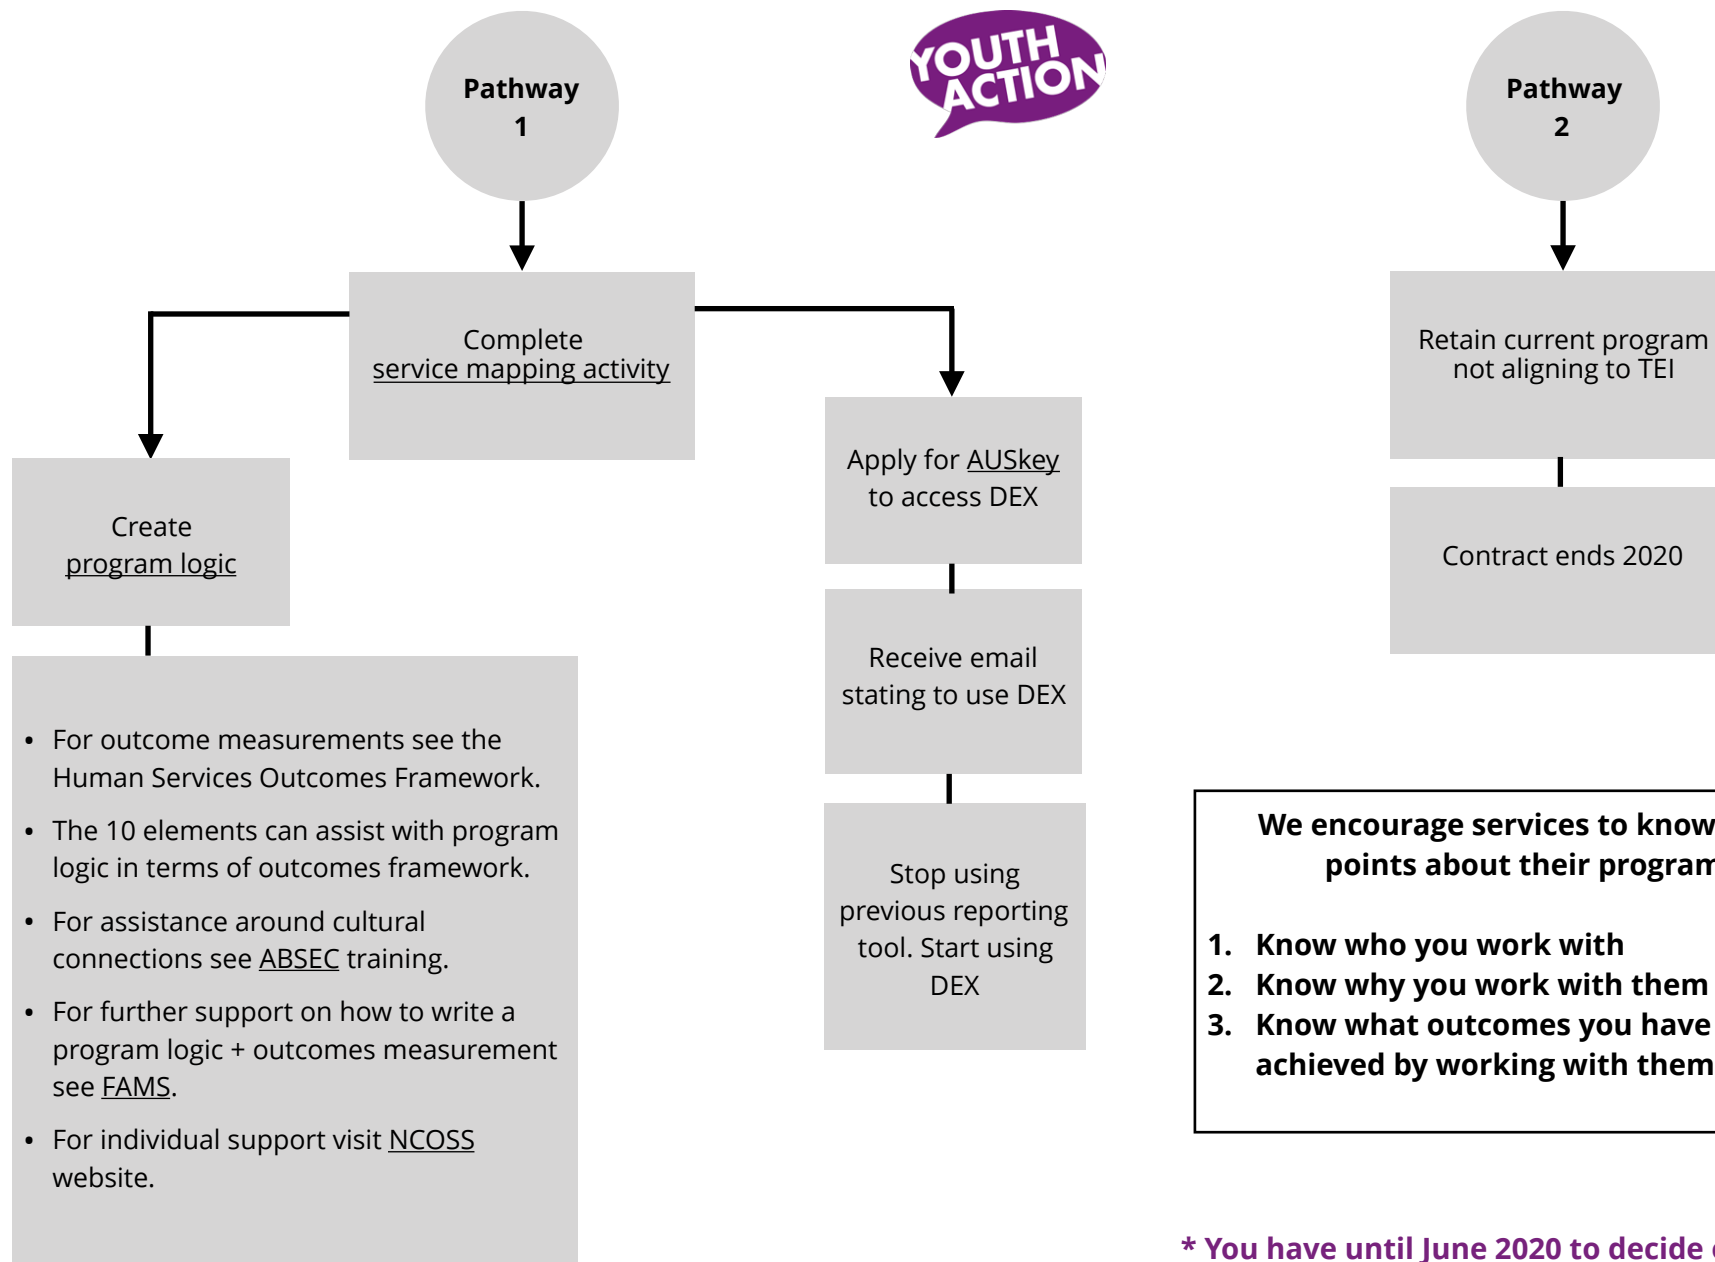 Pathway
1
YOUTH
ACTION
Pathway
2
Complete
service mapping activity
Create
program logic
• For outcome measurements see the
Human Services Outcomes Framework.
• The 10 elements can assist with program
logic in terms of outcomes framework.
• For assistance around cultural
connections see ABSEC training.
• For further support on how to write a
program logic + outcomes measurement
see FAMS.
• For individual support visit NCOSS
website.
Apply for AUSkey
to access DEX
Receive email
stating to use DEX
Stop using
previous reporting
tool. Start using
DEX
Retain current program
not aligning to TEI
Contract ends 2020
We encourage services to know
points about their program
1. Know who you work with
2. Know why you work with them
3. Know what outcomes you have
achieved by working with them
* You have until June 2020 to decide